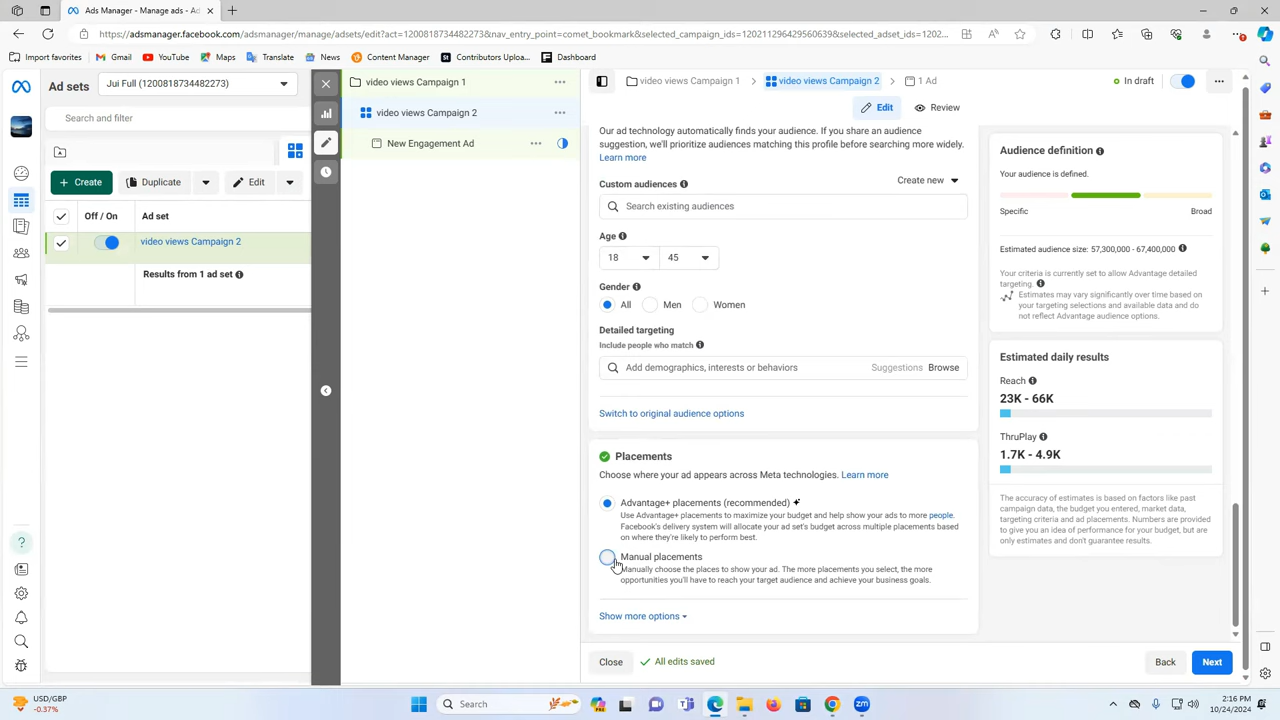 Ads Manager - Manage ads - Ad
https://adsmanager.facebook.com/adsmanager/manage/adsets/edit?act=1200818734482273&nav_entry_point=comet_bookmark&selected_campaign_ids=120211296429560639&selected_adset_ids=1202...
Import favorites
Gmail
YouTube
Maps
News
Content Manager
Contributors Uploa...
Translate
Dashboard
Ad sets
Jui Full (1200818734482273)
Search and filter
Create
Duplicate
Edit
Off / On
Ad set
video views Campaign 2
Results from 1 ad set
video views Campaign 1
video views Campaign 2
New Engagement Ad
video views Campaign 1
video views Campaign 2
1 Ad
In draft
Edit
Review
Our ad technology automatically finds your audience. If you share an audience
suggestion, we'll prioritize audiences matching this profile before searching more widely.
Learn more
Custom audiences
Create new
Search existing audiences
Age
18
45
Gender
All
Men
Women
Detailed targeting
Include people who match
Add demographics, interests or behaviors
Suggestions
Browse
Switch to original audience options
Placements
Choose where your ad appears across Meta technologies. Learn more
Advantage+ placements (recommended)
Use Advantage+ placements to maximize your budget and help show your ads to more people.
Facebook's delivery system will allocate your ad set's budget across multiple placements based
on where they're likely to perform best.
Manual placements
Manually choose the places to show your ad. The more placements you select, the more
opportunities you'll have to reach your target audience and achieve your business goals.
Show more options
Close
All edits saved
Back
Next
Audience definition
Your audience is defined.
Specific
Broad
Estimated audience size: 57,300,000 - 67,400,000
Your criteria is currently set to allow Advantage detailed
targeting.
Estimates may vary significantly over time based on
your targeting selections and available data and do
not reflect Advantage audience options.
Estimated daily results
Reach
23K - 66K
ThruPlay
1.7K - 4.9K
The accuracy of estimates is based on factors like past
campaign data, the budget you entered, market data,
targeting criteria and ad placements. Numbers are provided
to give you an idea of performance for your budget, but are
only estimates and don't guarantee results.
USD/GBP
-0.37%
Search
2:16 PM
10/24/2024